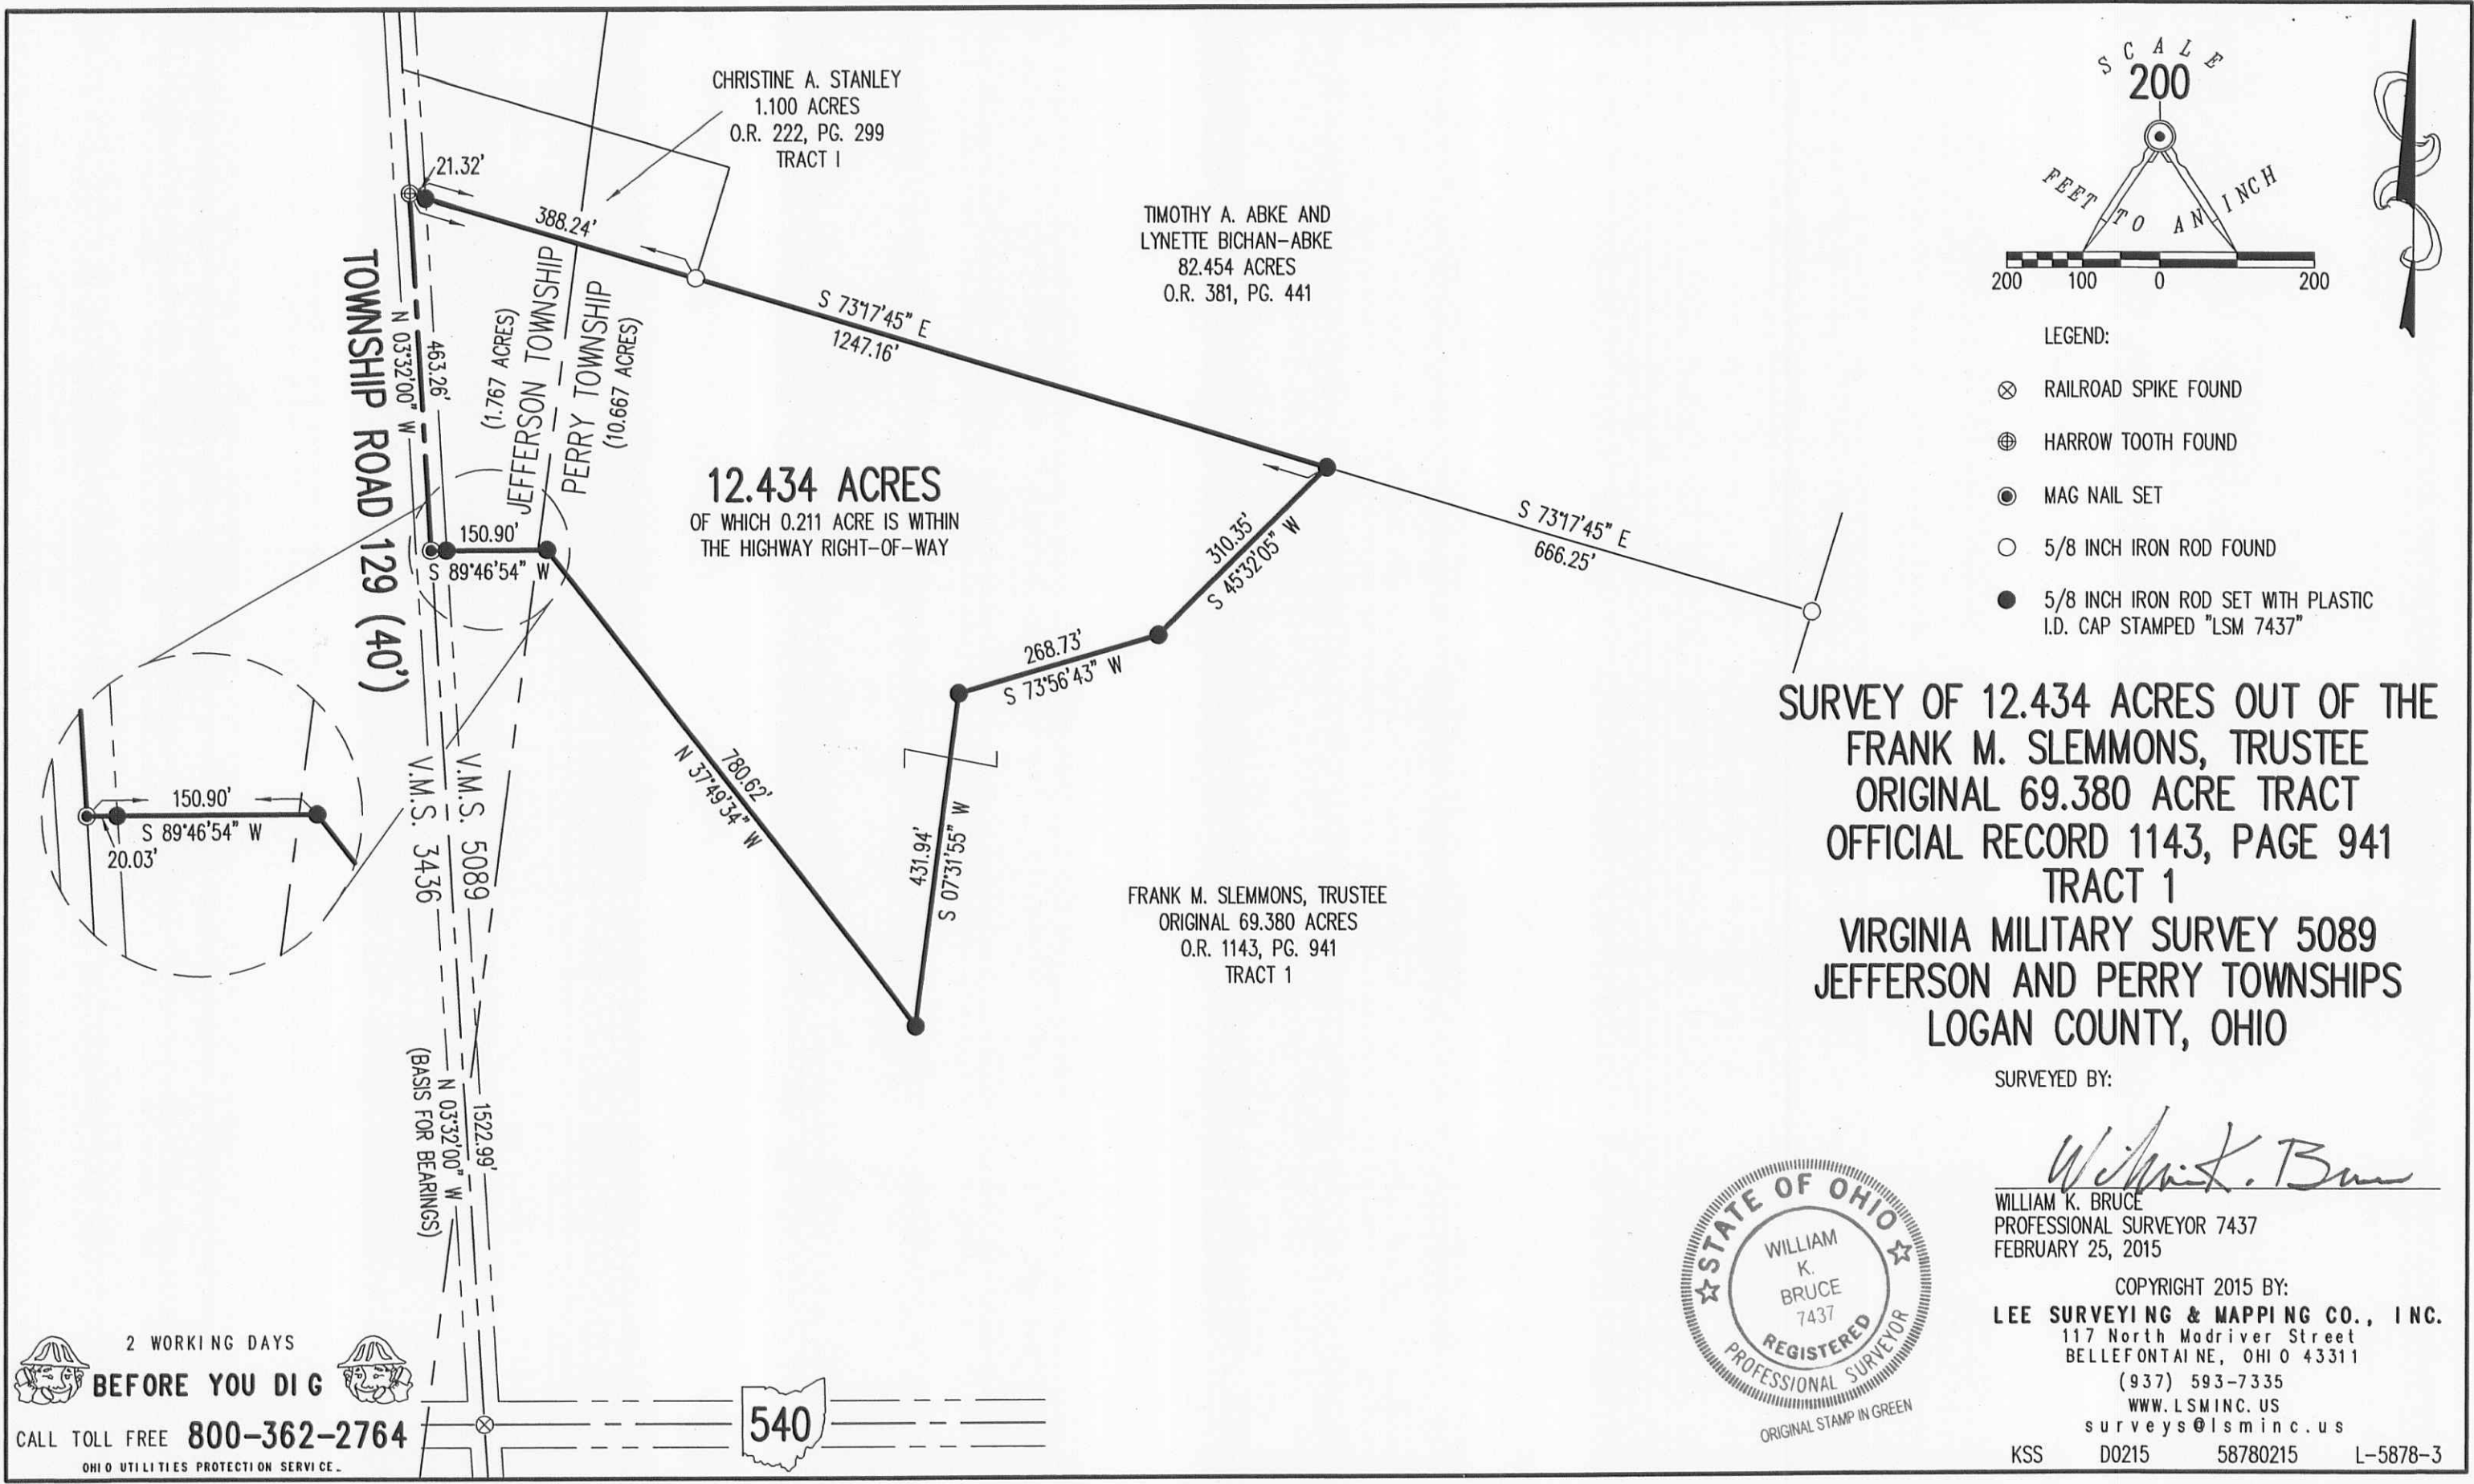 CHRISTINE A. STANLEY
1.100 ACRES
O.R. 222, PG. 299
TRACT I
21.32'
388.24'
TIMOTHY A. ABKE AND
LYNETTE BICHAN-ABKE
82.454 ACRES
O.R. 381, PG. 441
S 73°17'45" E
1247.16'
TOWNSHIP ROAD 129 (40')
N 03°32'00" W
463.26'
(1.767 ACRES)
JEFFERSON TOWNSHIP
PERRY TOWNSHIP
(10.667 ACRES)
12.434 ACRES
OF WHICH 0.211 ACRE IS WITHIN
THE HIGHWAY RIGHT-OF-WAY
150.90'
S 89°46'54" W
310.35'
S 45°32'05" W
S 73°17'45" E
666.25'
268.73'
S 73°56'43" W
780.62'
N 37°49'34" W
431.94'
S 07°31'55" W
150.90'
S 89°46'54" W
20.03'
V.M.S. 3436
V.M.S. 5089
FRANK M. SLEMMONS, TRUSTEE
ORIGINAL 69.380 ACRES
O.R. 1143, PG. 941
TRACT 1
(BASIS FOR BEARINGS)
N 03°32'00" W
1522.99'
540
2 WORKING DAYS
BEFORE YOU DIG
CALL TOLL FREE 800-362-2764
OHIO UTILITIES PROTECTION SERVICE.
SCALE
200
FEET TO AN INCH
200 100 0 200
LEGEND:
RAILROAD SPIKE FOUND
HARROW TOOTH FOUND
MAG NAIL SET
5/8 INCH IRON ROD FOUND
5/8 INCH IRON ROD SET WITH PLASTIC
I.D. CAP STAMPED "LSM 7437"
SURVEY OF 12.434 ACRES OUT OF THE
FRANK M. SLEMMONS, TRUSTEE
ORIGINAL 69.380 ACRE TRACT
OFFICIAL RECORD 1143, PAGE 941
TRACT 1
VIRGINIA MILITARY SURVEY 5089
JEFFERSON AND PERRY TOWNSHIPS
LOGAN COUNTY, OHIO
SURVEYED BY:
William K. Bruce
WILLIAM K. BRUCE
PROFESSIONAL SURVEYOR 7437
FEBRUARY 25, 2015
STATE OF OHIO
WILLIAM
K.
BRUCE
7437
REGISTERED
PROFESSIONAL SURVEYOR
ORIGINAL STAMP IN GREEN
COPYRIGHT 2015 BY:
LEE SURVEYING & MAPPING CO., INC.
117 North Madriver Street
BELLEFONTAINE, OHIO 43311
(937) 593-7335
WWW.LSMINC.US
surveys@lsminc.us
KSS D0215 58780215 L-5878-3